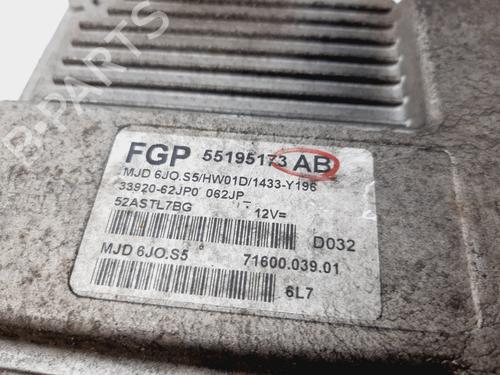 B-Parts
FGP 55195173 AB
MJD 6JO.S5/HW01D/1433-Y196
33920-62JP0 062JP_
52ASTL7BG 12V=
D032
MJD 6JO.S5 71600.039.01
6L7